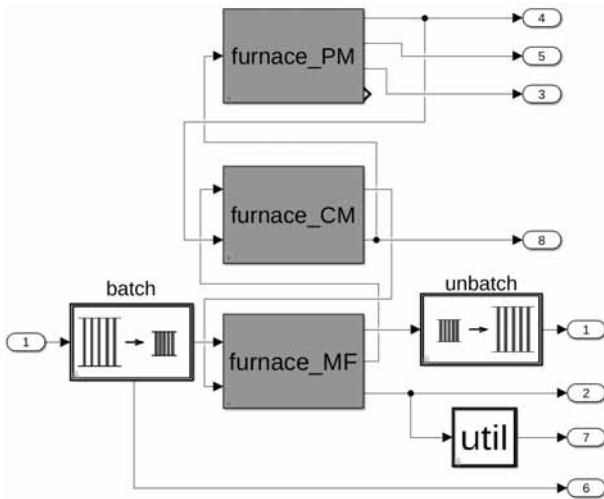 furnace_PM
4
5
3
furnace_CM
8
batch
unbatch
1
furnace_MF
1
2
util
7
6